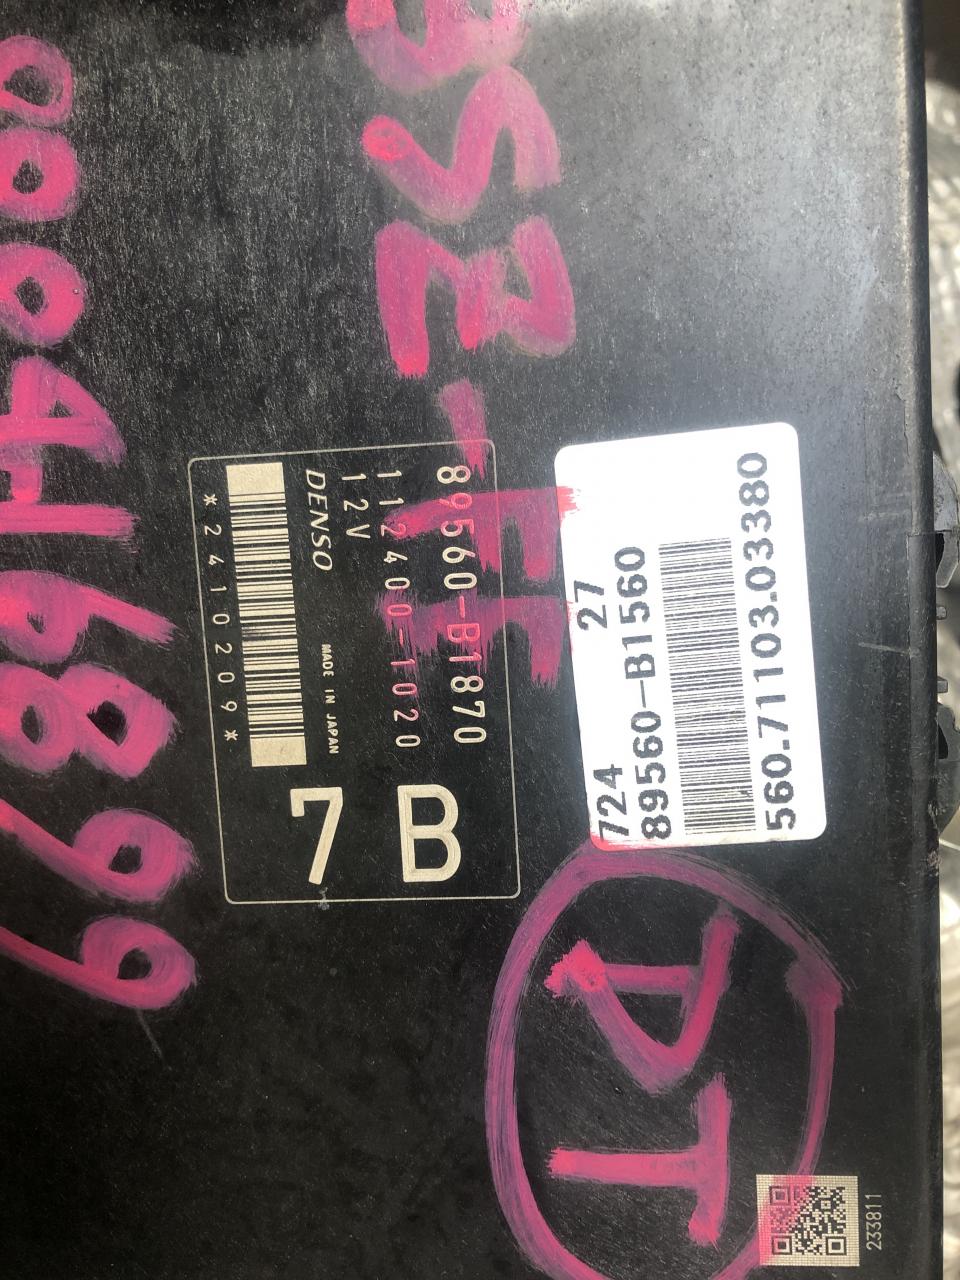 000416899
89560-B1870
112400-1020
12V
DENSO MADE IN JAPAN
*2410209*
7B
724 27
89560-B1560
560.71103.03380
AT
233811